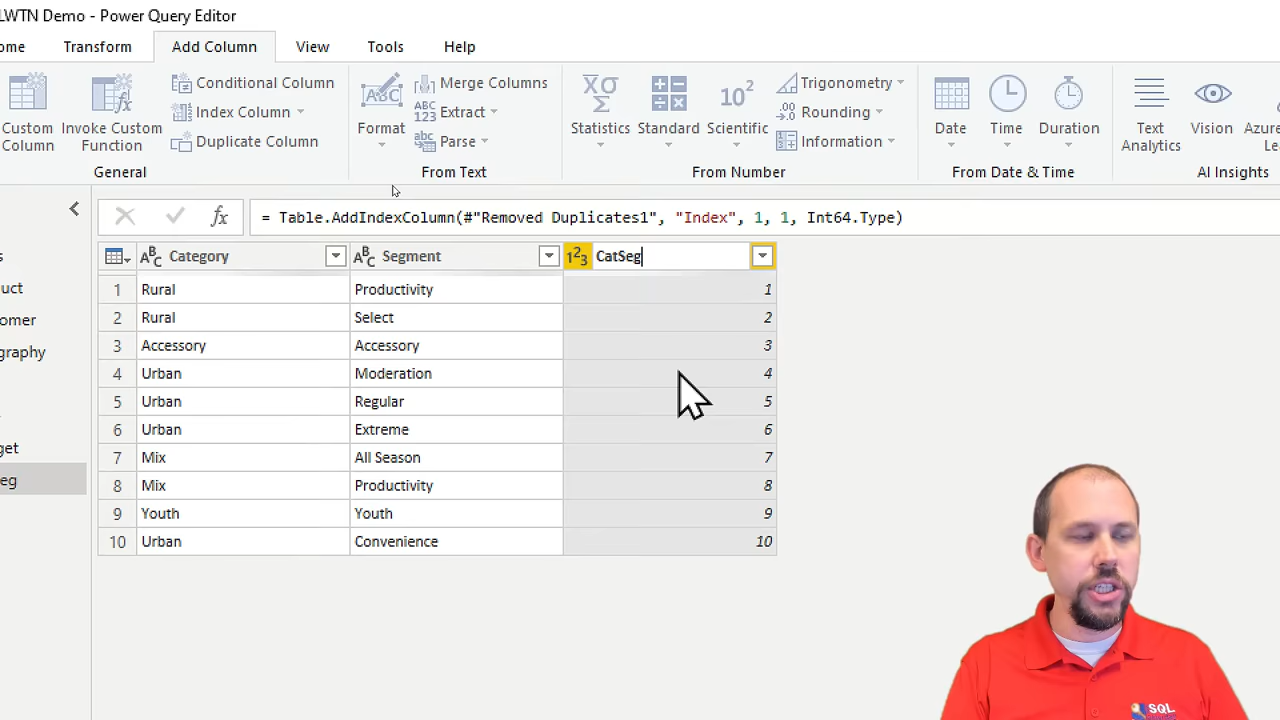 LWTN Demo - Power Query Editor
ome Transform Add Column View Tools Help
Custom Column
Invoke Custom Function
Conditional Column
Index Column
Duplicate Column
General
Format
Merge Columns
Extract
Parse
From Text
Statistics
Standard
Scientific
Trigonometry
Rounding
Information
From Number
Date
Time
Duration
From Date & Time
Text Analytics
Vision
Azure
Le
AI Insights
= Table.AddIndexColumn(#"Removed Duplicates1", "Index", 1, 1, Int64.Type)
Category Segment CatSeg
1 Rural Productivity 1
2 Rural Select 2
3 Accessory Accessory 3
4 Urban Moderation 4
5 Urban Regular 5
6 Urban Extreme 6
7 Mix All Season 7
8 Mix Productivity 8
9 Youth Youth 9
10 Urban Convenience 10
s
uct
omer
graphy
get
eg
SQL